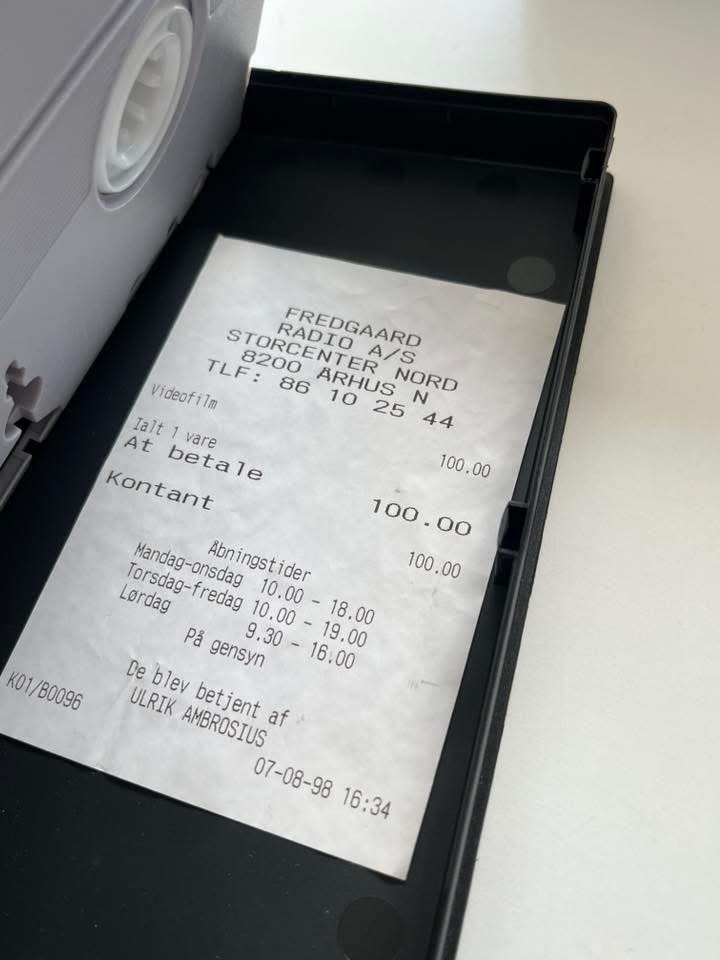 FREDGAARD
RADIO A/S
STORCENTER NORD
8200 ÅRHUS N
TLF: 86 10 25 44
Videofilm 100.00
Ialt 1 vare
At betale 100.00
Kontant 100.00
Åbningstider
Mandag-onsdag 10.00 - 18.00
Torsdag-fredag 10.00 - 19.00
Lørdag 9.30 - 16.00
På gensyn
De blev betjent af
ULRIK AMBROSIUS
K01/B0096 07-08-98 16:34